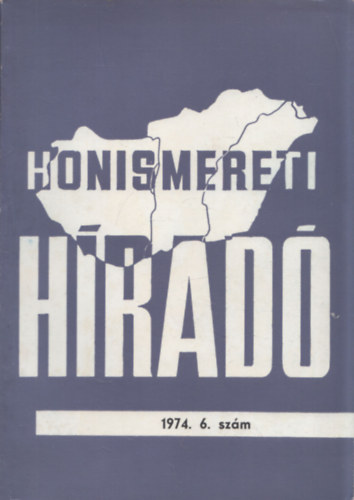 HONISMERETI
HÍRADÓ
1974. 6. szám